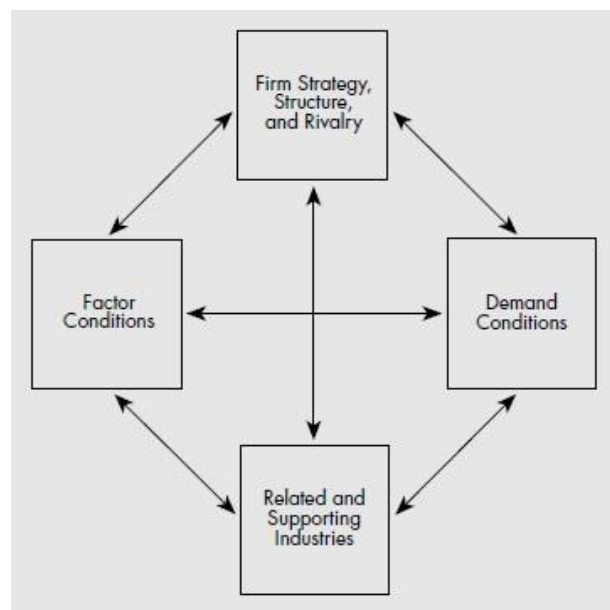 Firm Strategy,
Structure,
and Rivalry
Factor
Conditions
Demand
Conditions
Related and
Supporting
Industries